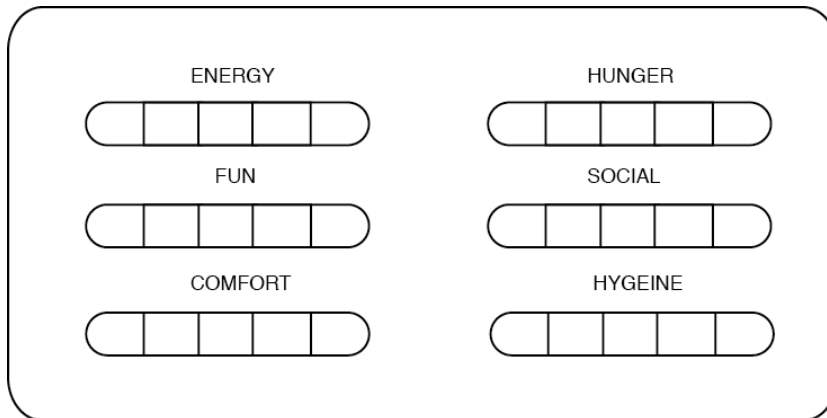 ENERGY
HUNGER
FUN
SOCIAL
COMFORT
HYGEINE